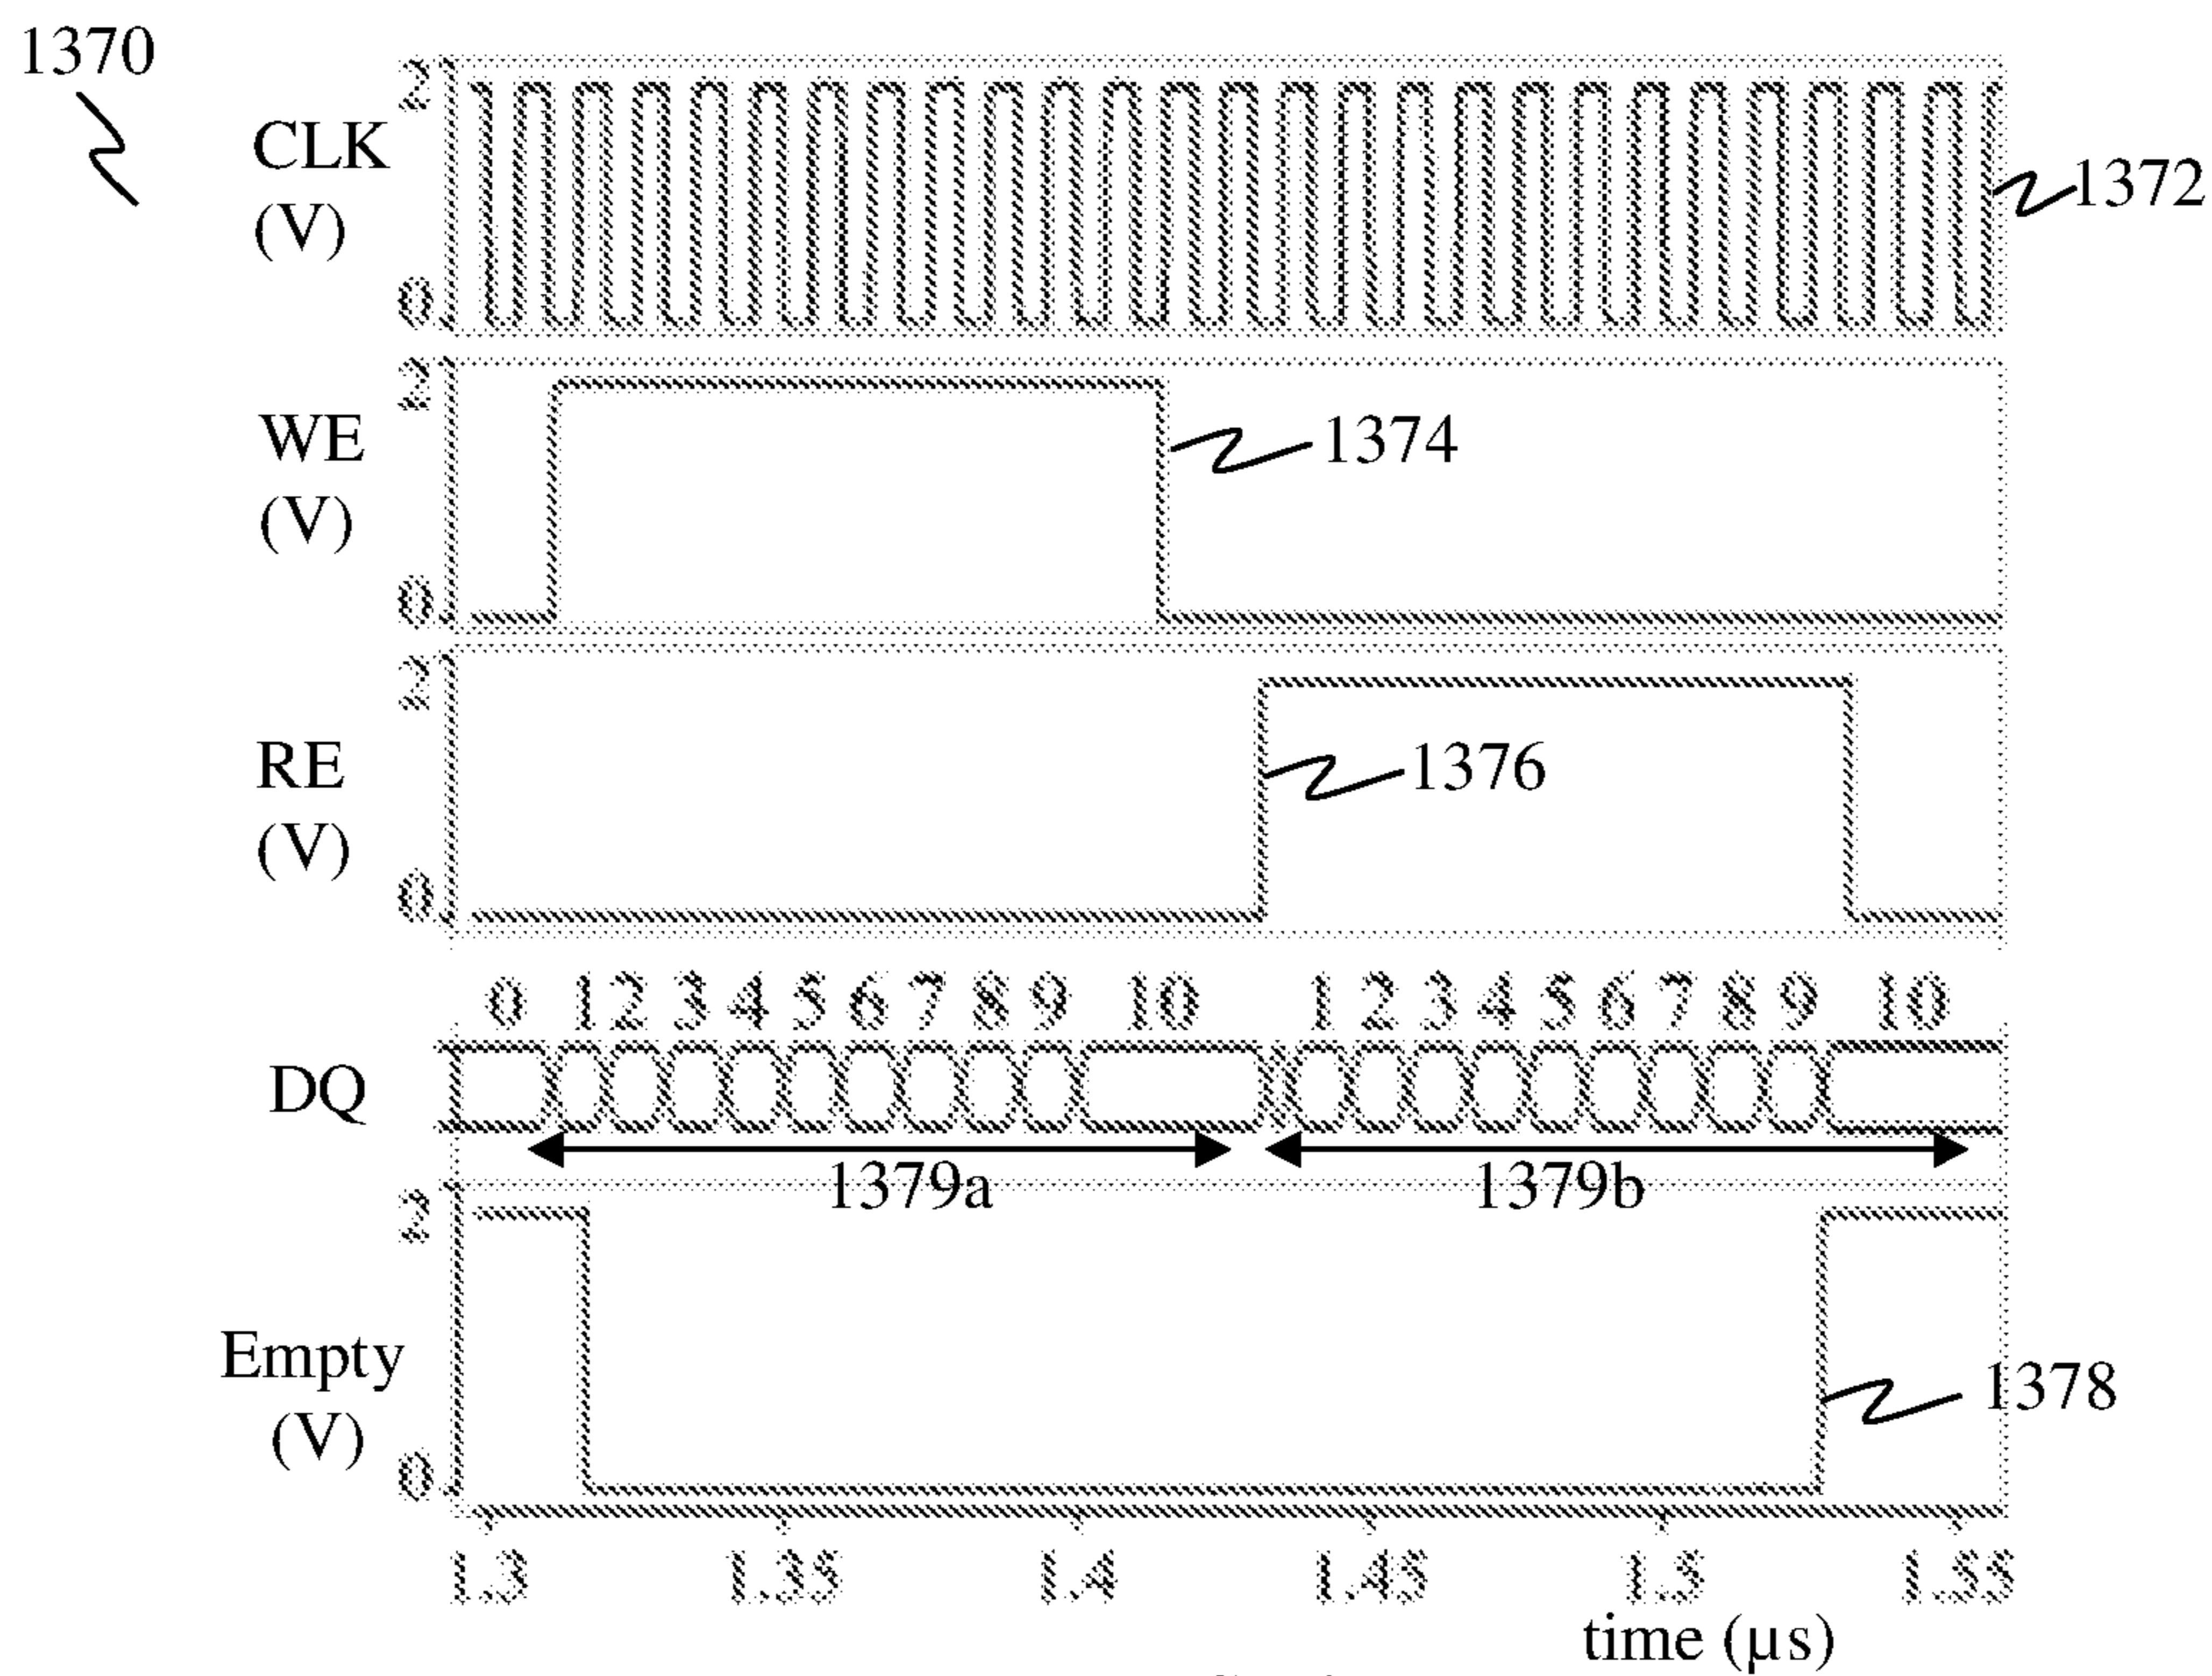 1370
2
CLK
(V)
0
1372
2
WE
(V)
0
1374
2
RE
(V)
0
1376
0 1 2 3 4 5 6 7 8 9 10 1 2 3 4 5 6 7 8 9 10
DQ
1379a 1379b
2
Empty
(V)
0
1378
1.3 1.35 1.4 1.45 1.5 1.55
time (µs)